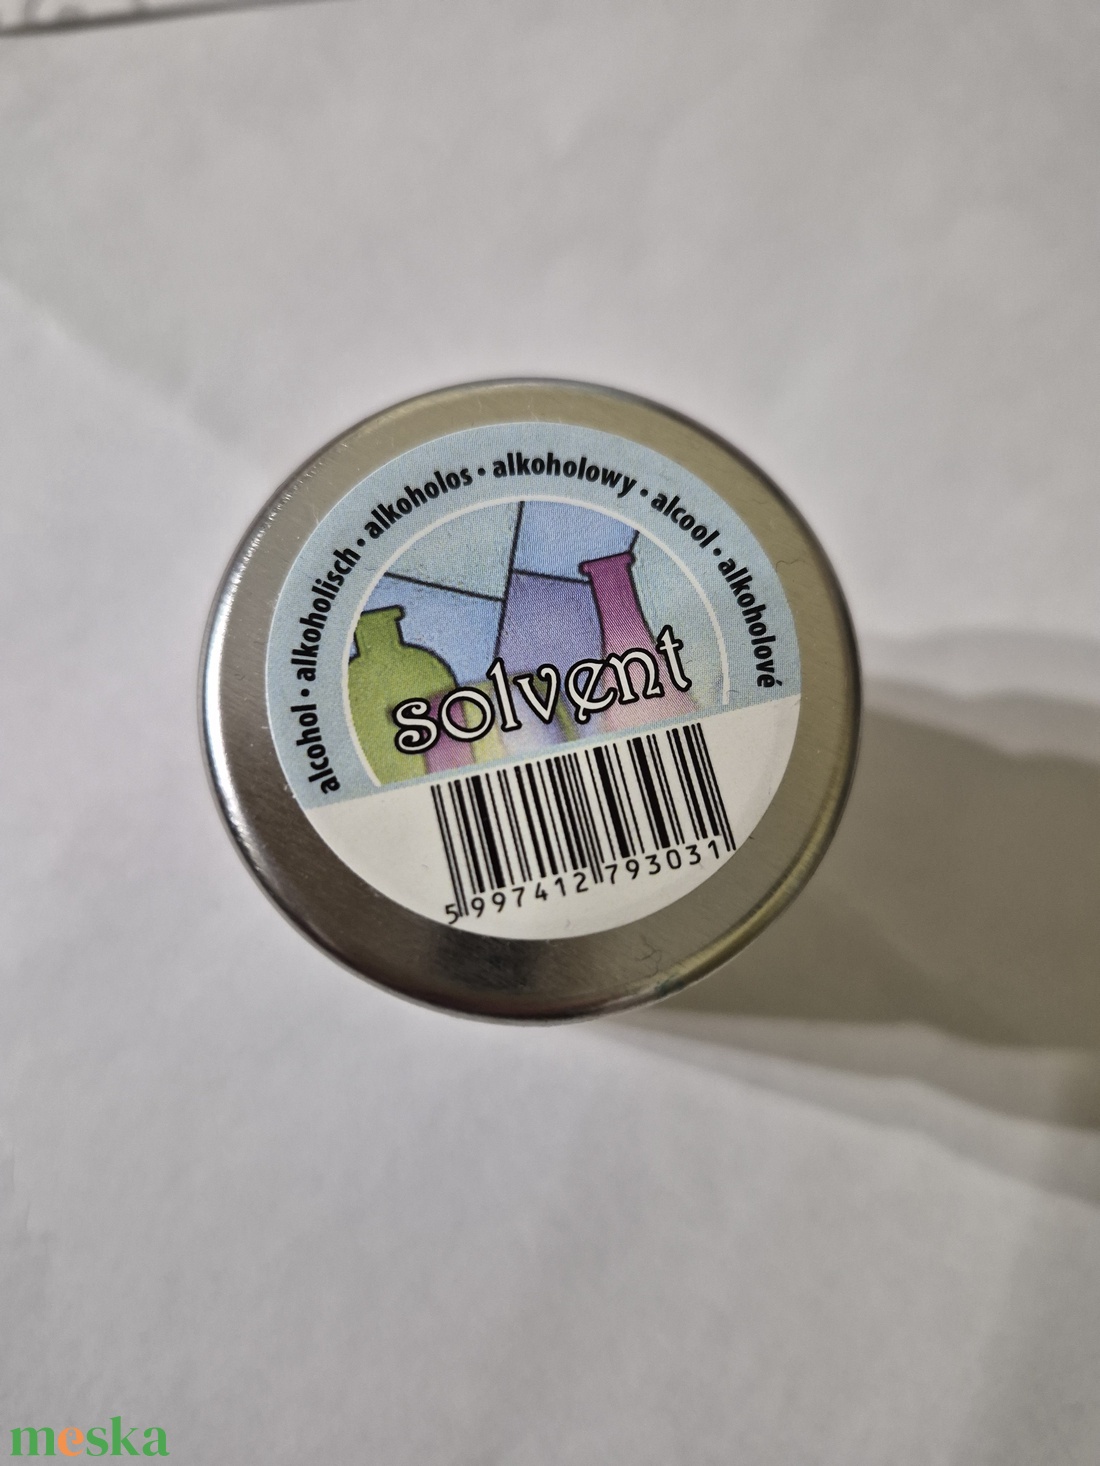 alcohol • alkoholisch • alkoholos • alkoholowy • alcool • alkoholové
solvent
5 997412 793031
meska